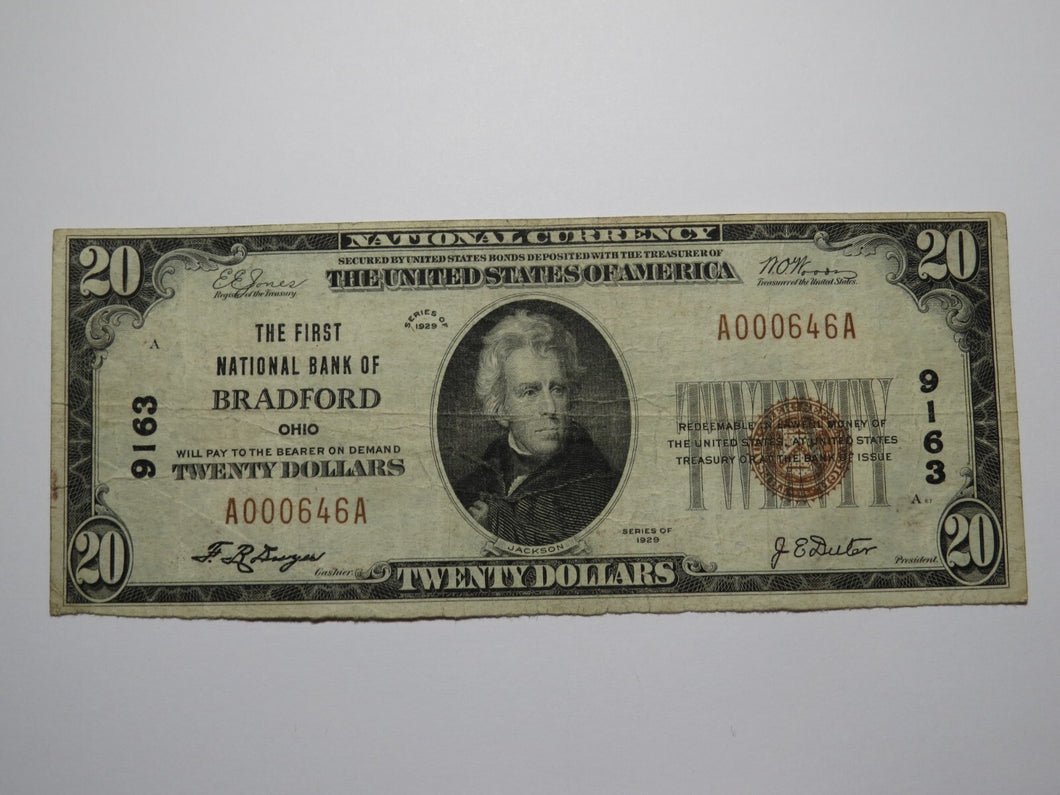 NATIONAL CURRENCY
SECURED BY UNITED STATES BONDS DEPOSITED WITH THE TREASURER OF
THE UNITED STATES OF AMERICA
20
20
E E Jones
Register of the Treasury.
W.O. Woods
Treasurer of the United States.
SERIES OF
1929
THE FIRST
NATIONAL BANK OF
BRADFORD
OHIO
WILL PAY TO THE BEARER ON DEMAND
TWENTY DOLLARS
A
9163
A000646A
A000646A
9163
TWENTY
REDEEMABLE IN LAWFUL MONEY OF
THE UNITED STATES, AT UNITED STATES
TREASURY OR AT THE BANK OF ISSUE
A 87
SERIES OF
1929
JACKSON
Cashier.
J E Deeter
President.
20
TWENTY DOLLARS
20